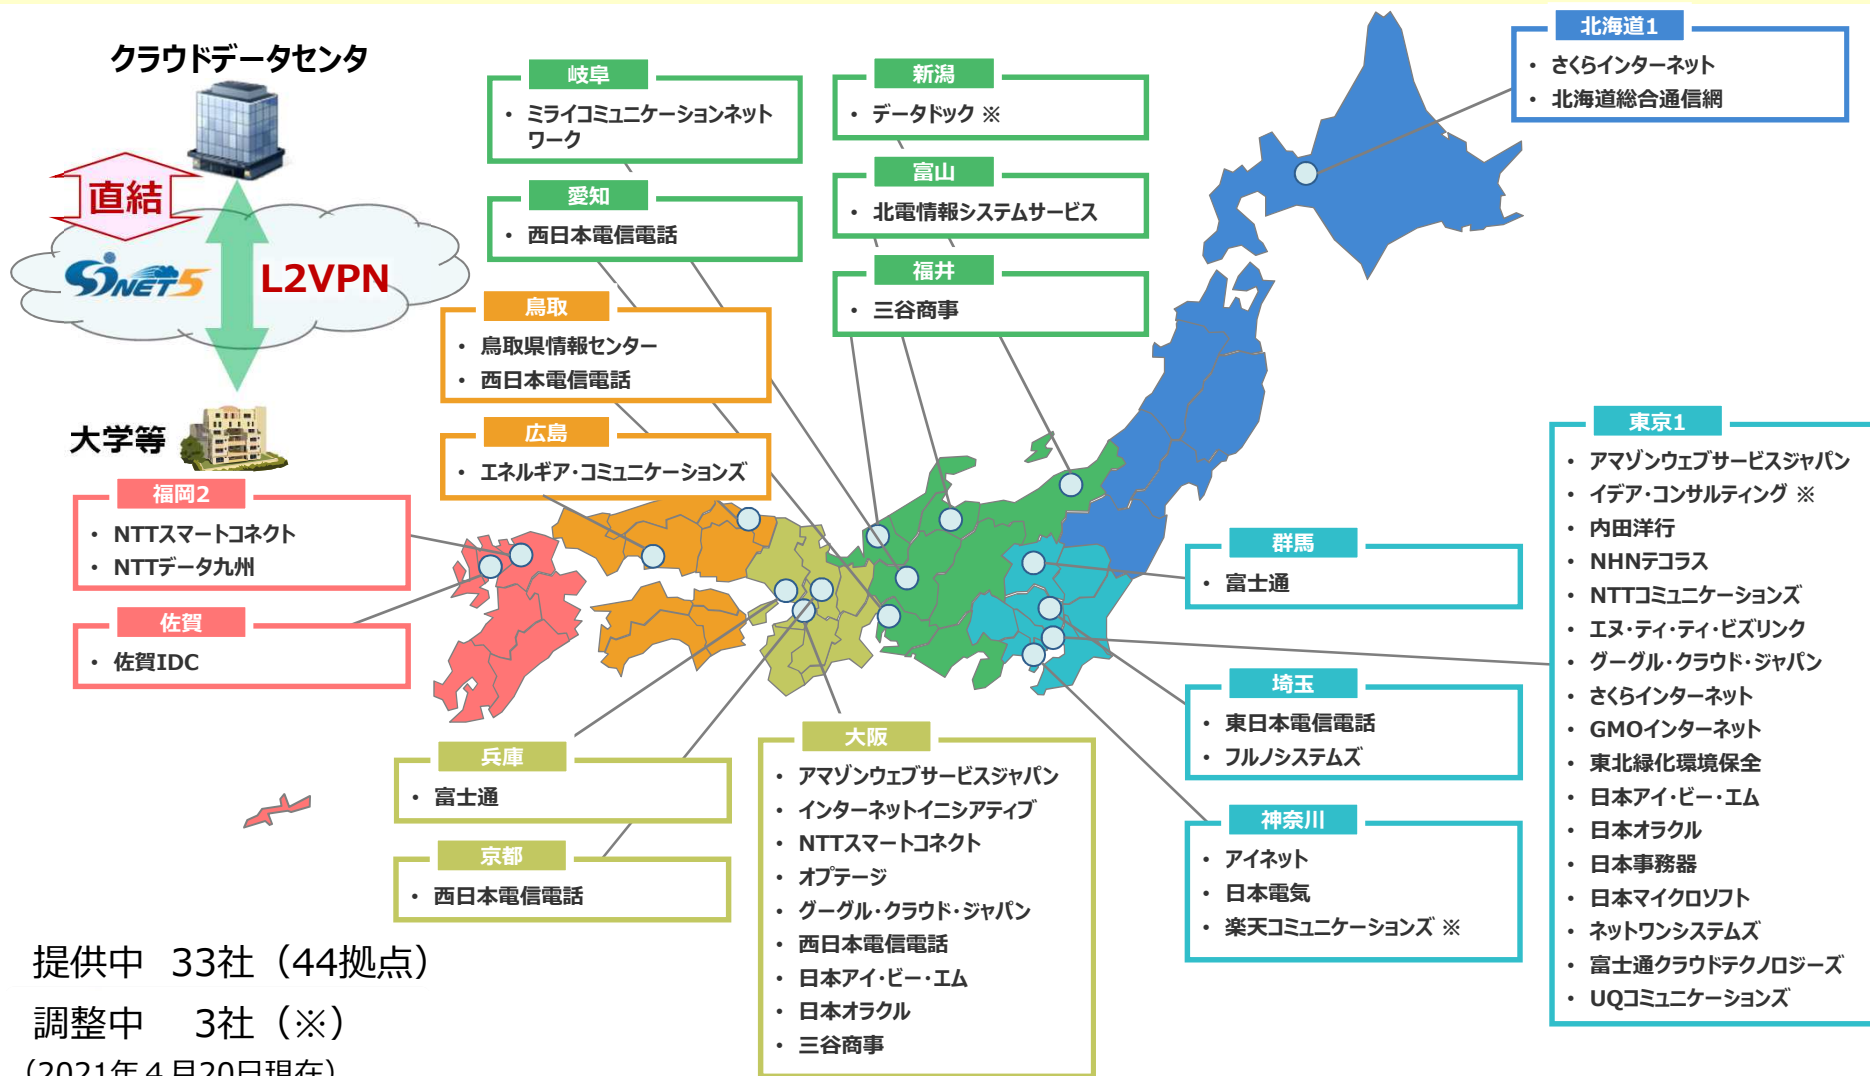 クラウドデータセンタ
直結
SINET5
L2VPN
大学等
岐阜
・ ミライコミュニケーションネット
ワーク
愛知
・ 西日本電信電話
新潟
・ データドック ※
富山
・ 北電情報システムサービス
福井
・ 三谷商事
北海道1
・ さくらインターネット
・ 北海道総合通信網
鳥取
・ 鳥取県情報センター
・ 西日本電信電話
広島
・ エネルギア・コミュニケーションズ
福岡2
・ NTTスマートコネクト
・ NTTデータ九州
佐賀
・ 佐賀IDC
兵庫
・ 富士通
京都
・ 西日本電信電話
大阪
・ アマゾンウェブサービスジャパン
・ インターネットイニシアティブ
・ NTTスマートコネクト
・ オプテージ
・ グーグル・クラウド・ジャパン
・ 西日本電信電話
・ 日本アイ・ビー・エム
・ 日本オラクル
・ 三谷商事
群馬
・ 富士通
埼玉
・ 東日本電信電話
・ フルノシステムズ
神奈川
・ アイネット
・ 日本電気
・ 楽天コミュニケーションズ ※
東京1
・ アマゾンウェブサービスジャパン
・ イデア・コンサルティング ※
・ 内田洋行
・ NHNテコラス
・ NTTコミュニケーションズ
・ エヌ・ティ・ティ・ビズリンク
・ グーグル・クラウド・ジャパン
・ さくらインターネット
・ GMOインターネット
・ 東北緑化環境保全
・ 日本アイ・ビー・エム
・ 日本オラクル
・ 日本事務器
・ 日本マイクロソフト
・ ネットワンシステムズ
・ 富士通クラウドテクノロジーズ
・ UQコミュニケーションズ
提供中 33社（44拠点）
調整中 3社（※）
（2021年４月20日現在）